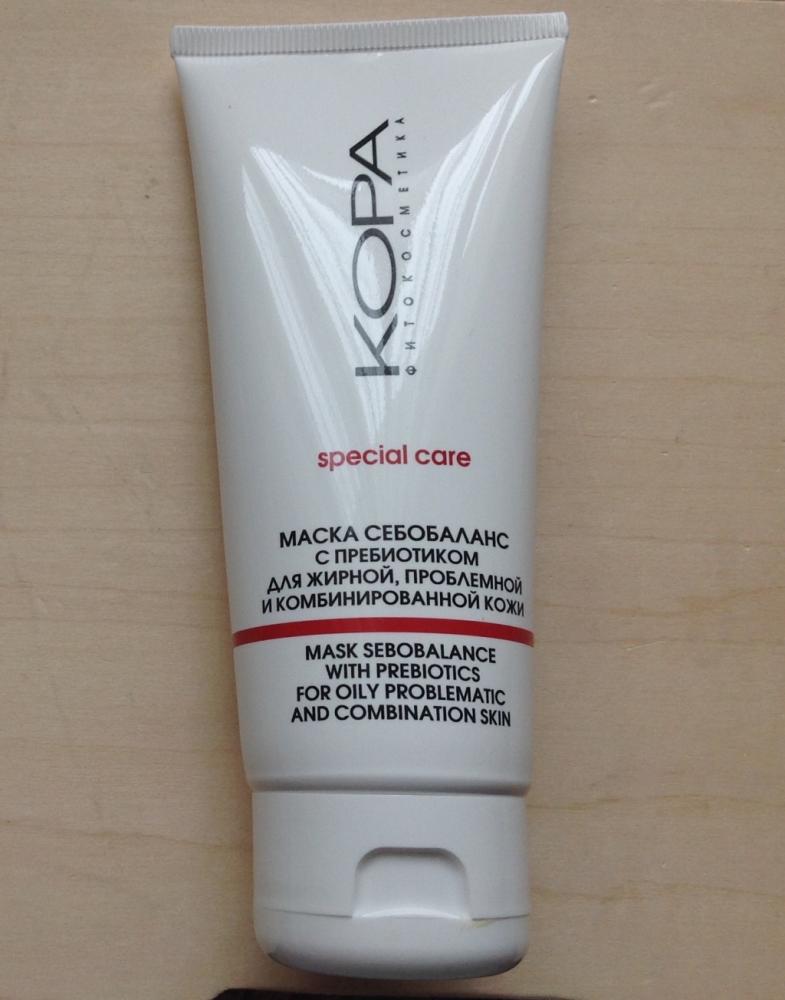 КОРА
ФИТОКОСМЕТИКА
special care
МАСКА СЕБОБАЛАНС
С ПРЕБИОТИКОМ
ДЛЯ ЖИРНОЙ, ПРОБЛЕМНОЙ
И КОМБИНИРОВАННОЙ КОЖИ
MASK SEBOBALANCE
WITH PREBIOTICS
FOR OILY PROBLEMATIC
AND COMBINATION SKIN